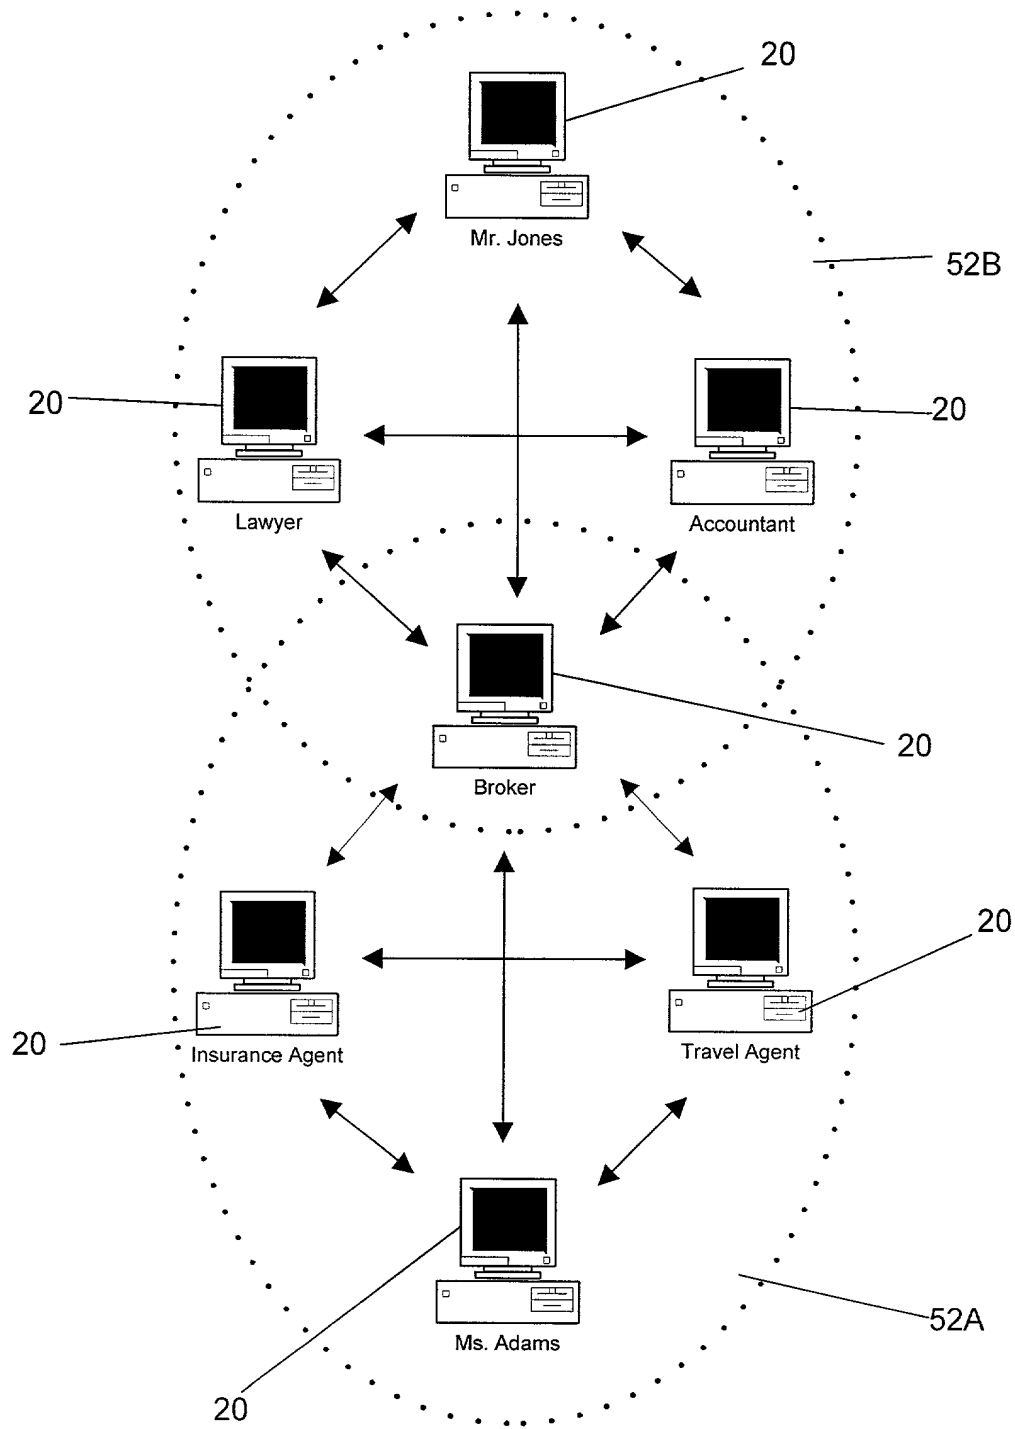 20
Mr. Jones
52B
20
20
Lawyer
Accountant
20
Broker
20
20
Insurance Agent
Travel Agent
52A
Ms. Adams
20